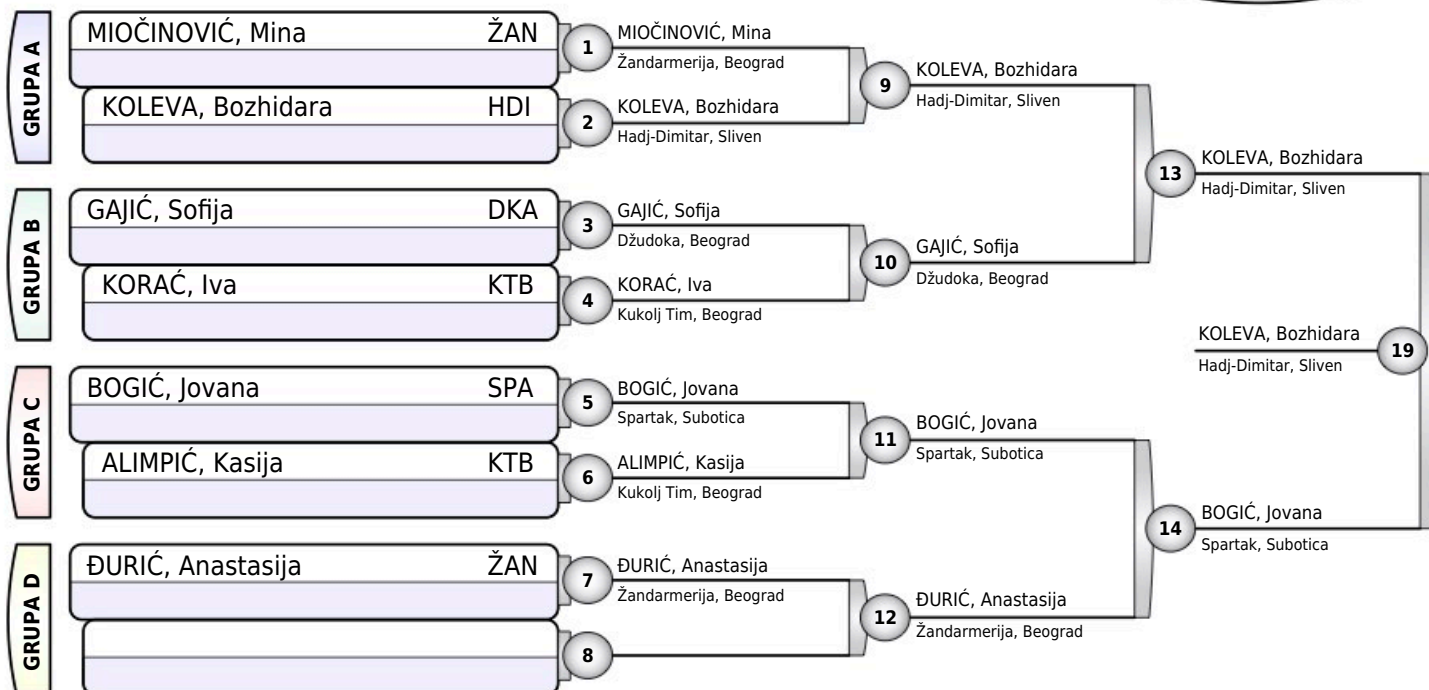 GRUPA A
MIOČINOVIĆ, Mina ŽAN
KOLEVA, Bozhidara HDI
1
MIOČINOVIĆ, Mina
Žandarmerija, Beograd
2
KOLEVA, Bozhidara
Hadj-Dimitar, Sliven
9
KOLEVA, Bozhidara
Hadj-Dimitar, Sliven
GRUPA B
GAJIĆ, Sofija DKA
KORAĆ, Iva KTB
3
GAJIĆ, Sofija
Džudoka, Beograd
4
KORAĆ, Iva
Kukolj Tim, Beograd
10
GAJIĆ, Sofija
Džudoka, Beograd
13
KOLEVA, Bozhidara
Hadj-Dimitar, Sliven
GRUPA C
BOGIĆ, Jovana SPA
ALIMPIĆ, Kasija KTB
5
BOGIĆ, Jovana
Spartak, Subotica
6
ALIMPIĆ, Kasija
Kukolj Tim, Beograd
11
BOGIĆ, Jovana
Spartak, Subotica
GRUPA D
ĐURIĆ, Anastasija ŽAN
7
ĐURIĆ, Anastasija
Žandarmerija, Beograd
8
12
ĐURIĆ, Anastasija
Žandarmerija, Beograd
14
BOGIĆ, Jovana
Spartak, Subotica
KOLEVA, Bozhidara
Hadj-Dimitar, Sliven
19